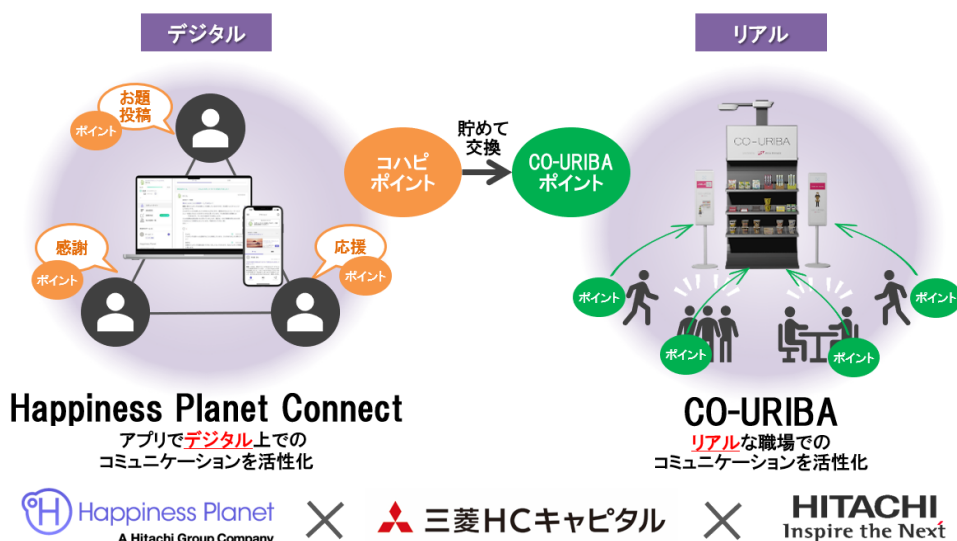 デジタル
リアル
お題
投稿
ポイント
感謝
ポイント
応援
ポイント
コハピ
ポイント
貯めて
交換
CO-URIBA
ポイント
CO-URIBA
ポイント
ポイント
ポイント
ポイント
Happiness Planet Connect
アプリでデジタル上での
コミュニケーションを活性化
CO-URIBA
リアルな職場での
コミュニケーションを活性化
Happiness Planet
A Hitachi Group Company
三菱HCキャピタル
HITACHI
Inspire the Next